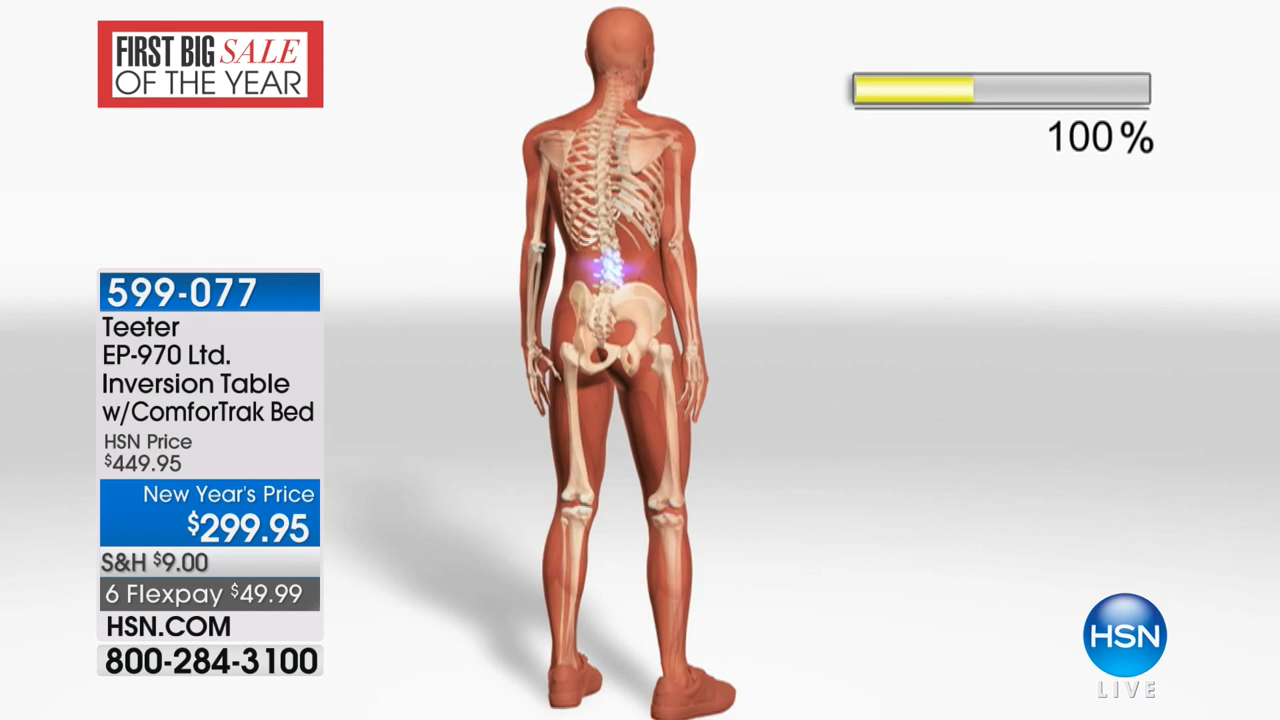 FIRST BIG SALE
OF THE YEAR
100%
599-077
Teeter
EP-970 Ltd.
Inversion Table
w/ComforTrak Bed
HSN Price
$449.95
New Year's Price
$299.95
S&H $9.00
6 Flexpay $49.99
HSN.COM
800-284-3100
HSN
LIVE